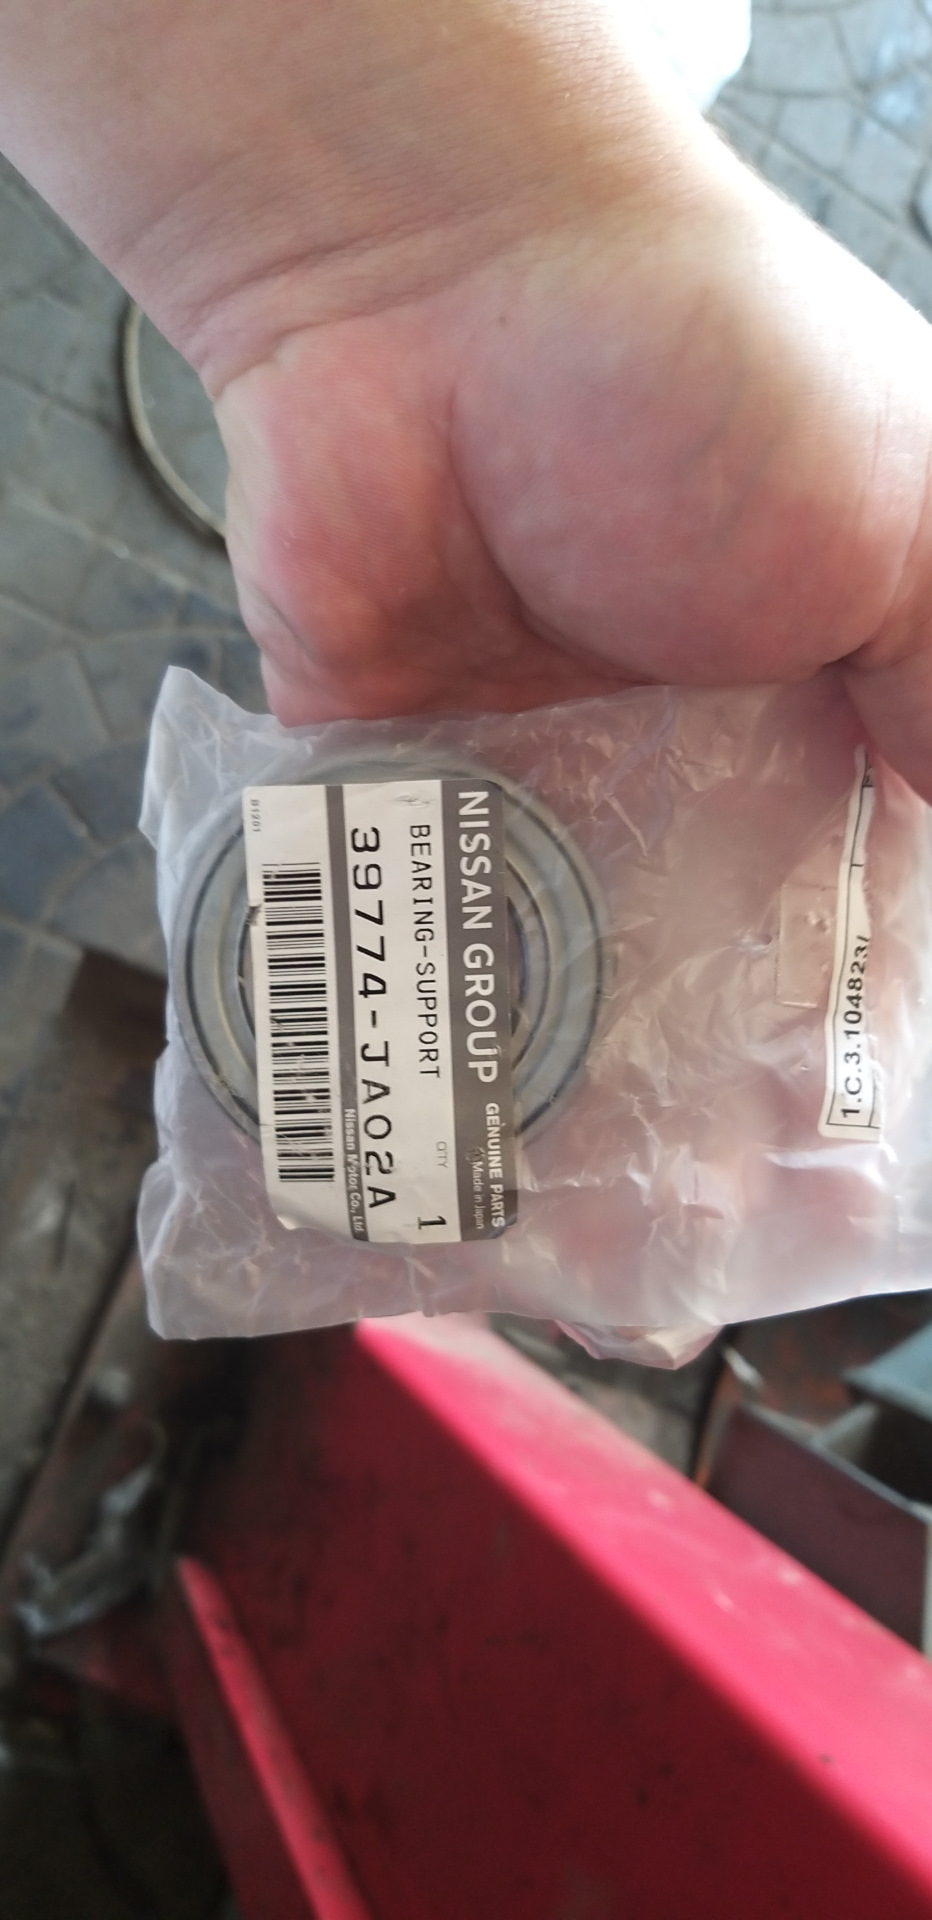 NISSAN GROUP GENUINE PARTS
Made in Japan
BEARING-SUPPORT QTY 1
39774-JA02A
Nissan Motor Co., Ltd
B1201
1.C.3.104823/